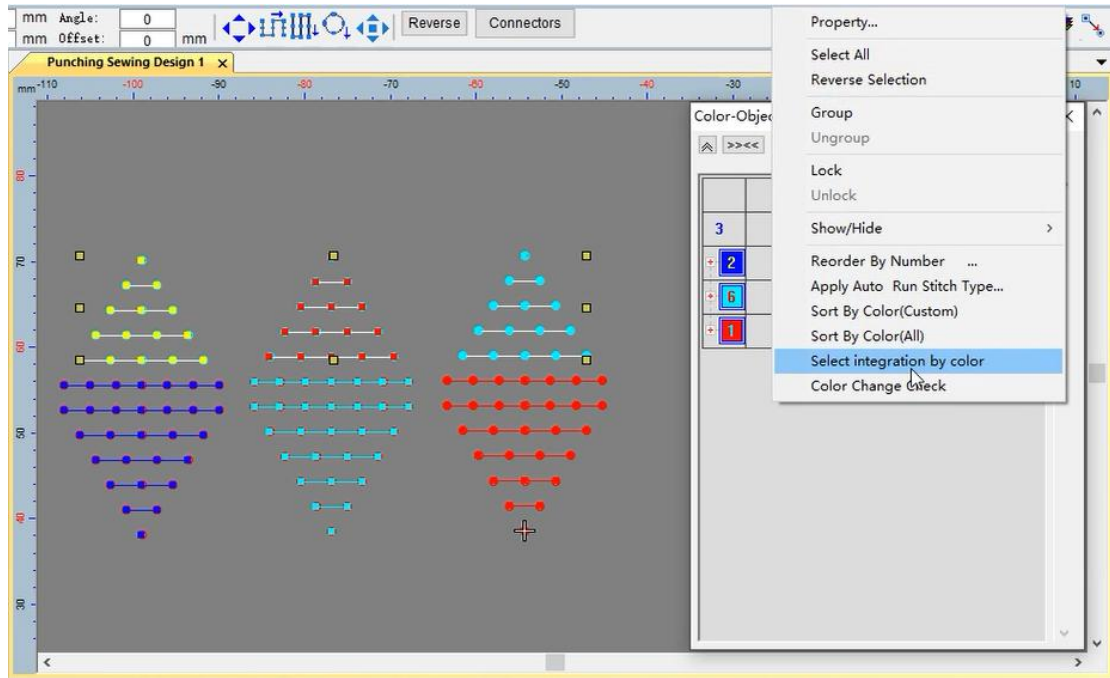 mm Angle: 0
mm Offset: 0 mm
Reverse
Connectors
Punching Sewing Design 1 x
mm -110 -100 -90 -80 -70 -60 -50 -40 -30 10
80
70
60
50
40
30
Color-Objec
>><<
3
2
6
1
Property...
Select All
Reverse Selection
Group
Ungroup
Lock
Unlock
Show/Hide >
Reorder By Number ...
Apply Auto Run Stitch Type...
Sort By Color(Custom)
Sort By Color(All)
Select integration by color
Color Change Check